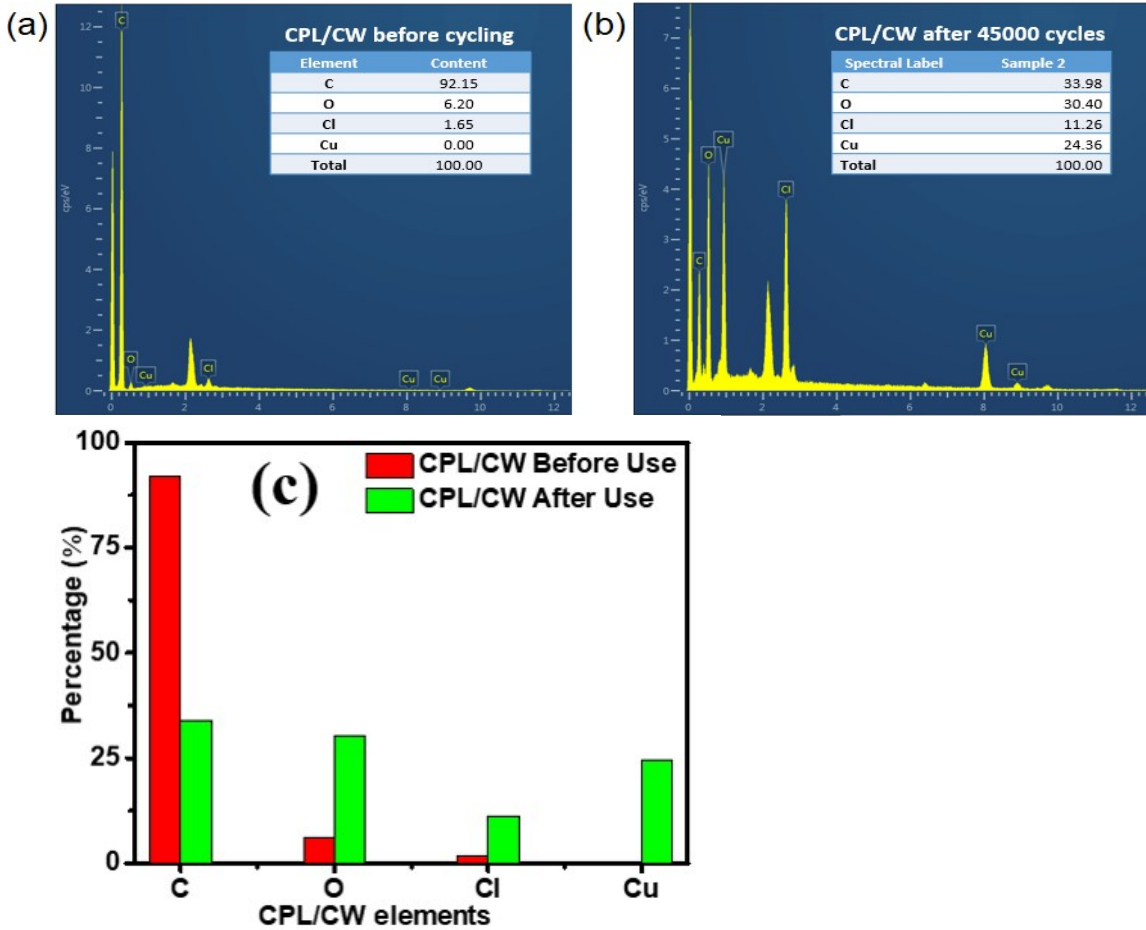 (a)
CPL/CW before cycling
Element Content
C 92.15
O 6.20
Cl 1.65
Cu 0.00
Total 100.00
C
O
Cu
Cl
Cu
Cu
cps/eV
12
10
8
6
4
2
0
0 2 4 6 8 10 12
(b)
CPL/CW after 45000 cycles
Spectral Label Sample 2
C 33.98
O 30.40
Cl 11.26
Cu 24.36
Total 100.00
C
O
Cu
Cl
Cu
Cu
cps/eV
7
6
5
4
3
2
1
0
0 2 4 6 8 10 12
(c)
CPL/CW Before Use
CPL/CW After Use
Percentage (%)
100
75
50
25
0
C O Cl Cu
CPL/CW elements